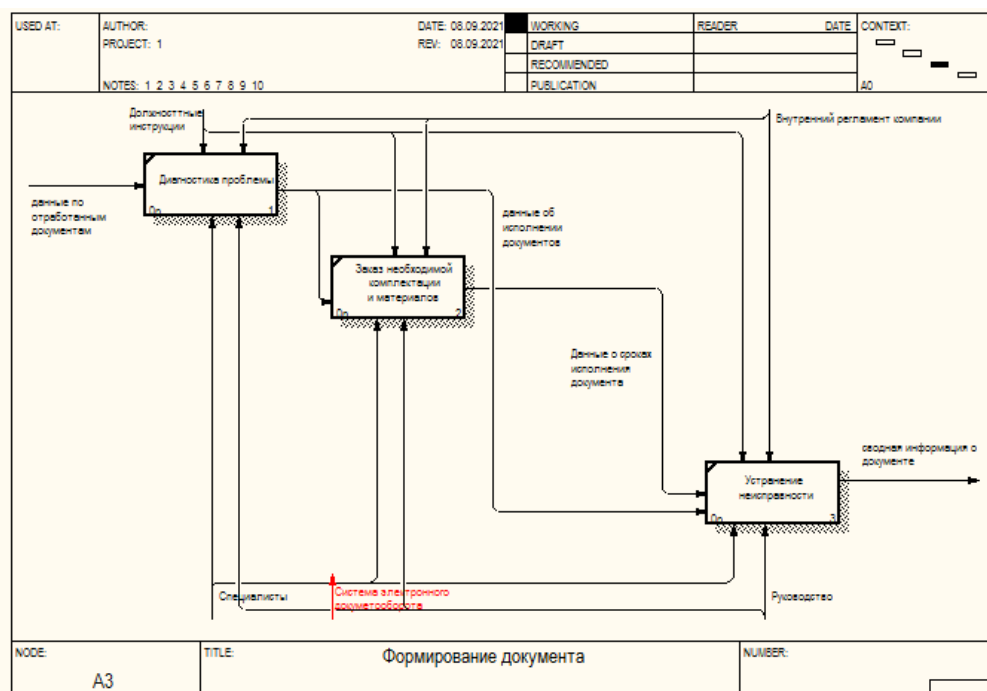 USED AT:
AUTHOR:
DATE: 08.09.2021
WORKING
READER
DATE
CONTEXT:
PROJECT: 1
REV: 08.09.2021
DRAFT
RECOMMENDED
NOTES: 1 2 3 4 5 6 7 8 9 10
PUBLICATION
A0
Должносттные
инструкции
Внутренний регламент компании
Диагностика проблемы
0р.
1
данные по
отработанным
документам
данные об
исполнении
документов
Заказ необходимой
комплектации
и материалов
0р.
2
Данные о сроках
исполнения
документа
сводная информация о
документе
Устранение
неисправности
0р.
3
Специалисты
Система электронного
докуметрооборота
Руководство
NODE:
TITLE:
Формирование документа
NUMBER:
A3